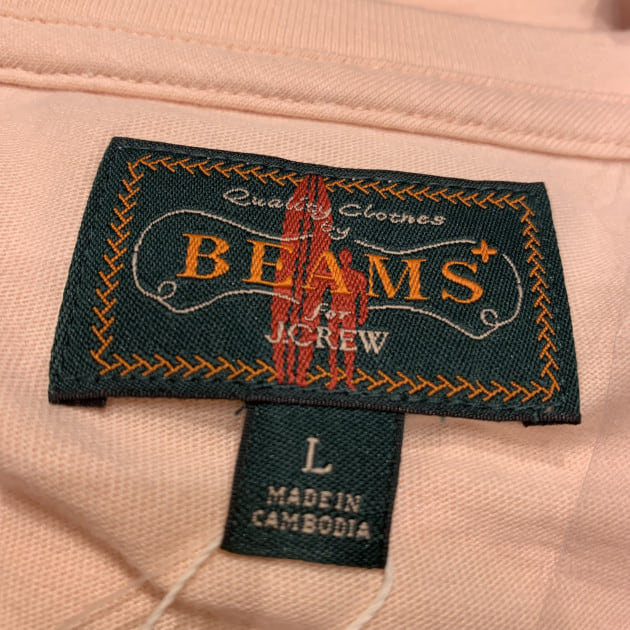 Quality Clothes
by
BEAMS+
for
J.CREW
L
MADE IN
CAMBODIA